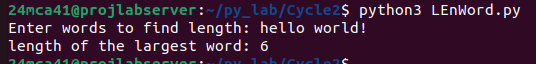 24mca41@projlabserver:~/py_lab/Cycle2$ python3 LEnWord.py
Enter words to find length: hello world!
length of the largest word: 6
24mca41@projlabserver:~/py_lab/Cycle2$